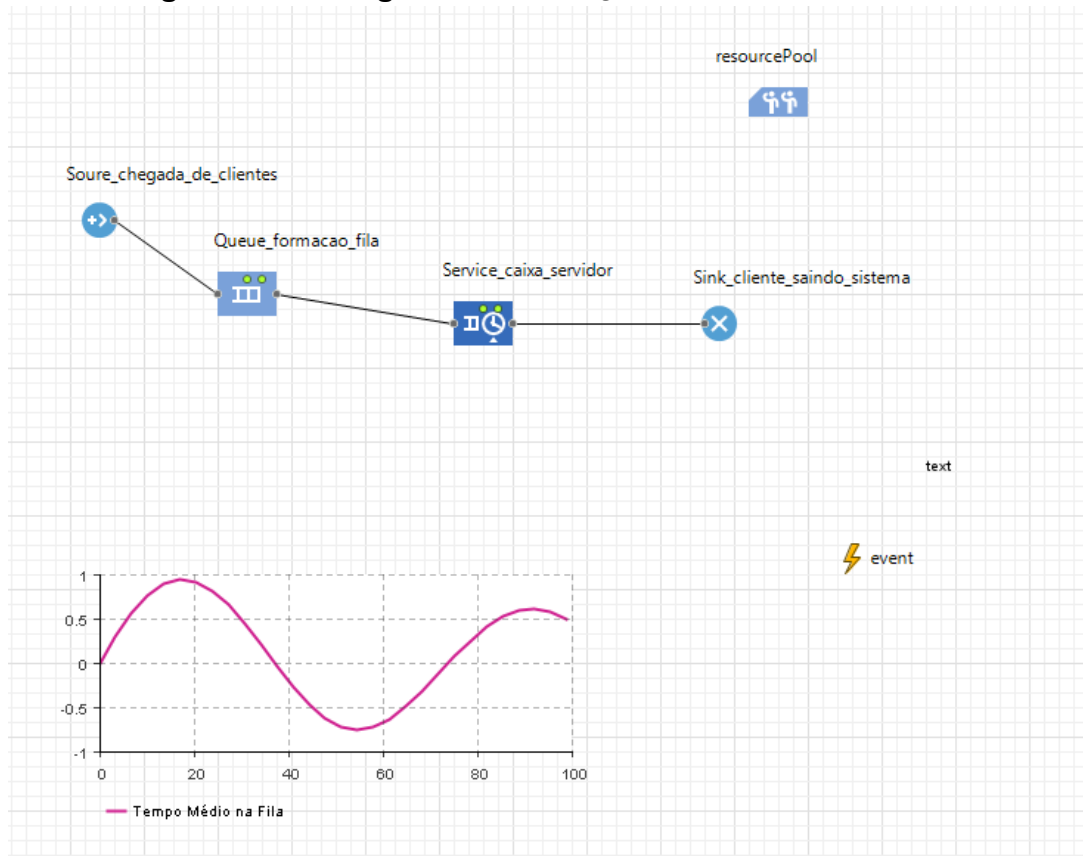 resourcePool
Soure_chegada_de_clientes
Queue_formacao_fila
Service_caixa_servidor
Sink_cliente_saindo_sistema
text
event
1
0.5
0
-0.5
-1
0 20 40 60 80 100
Tempo Médio na Fila